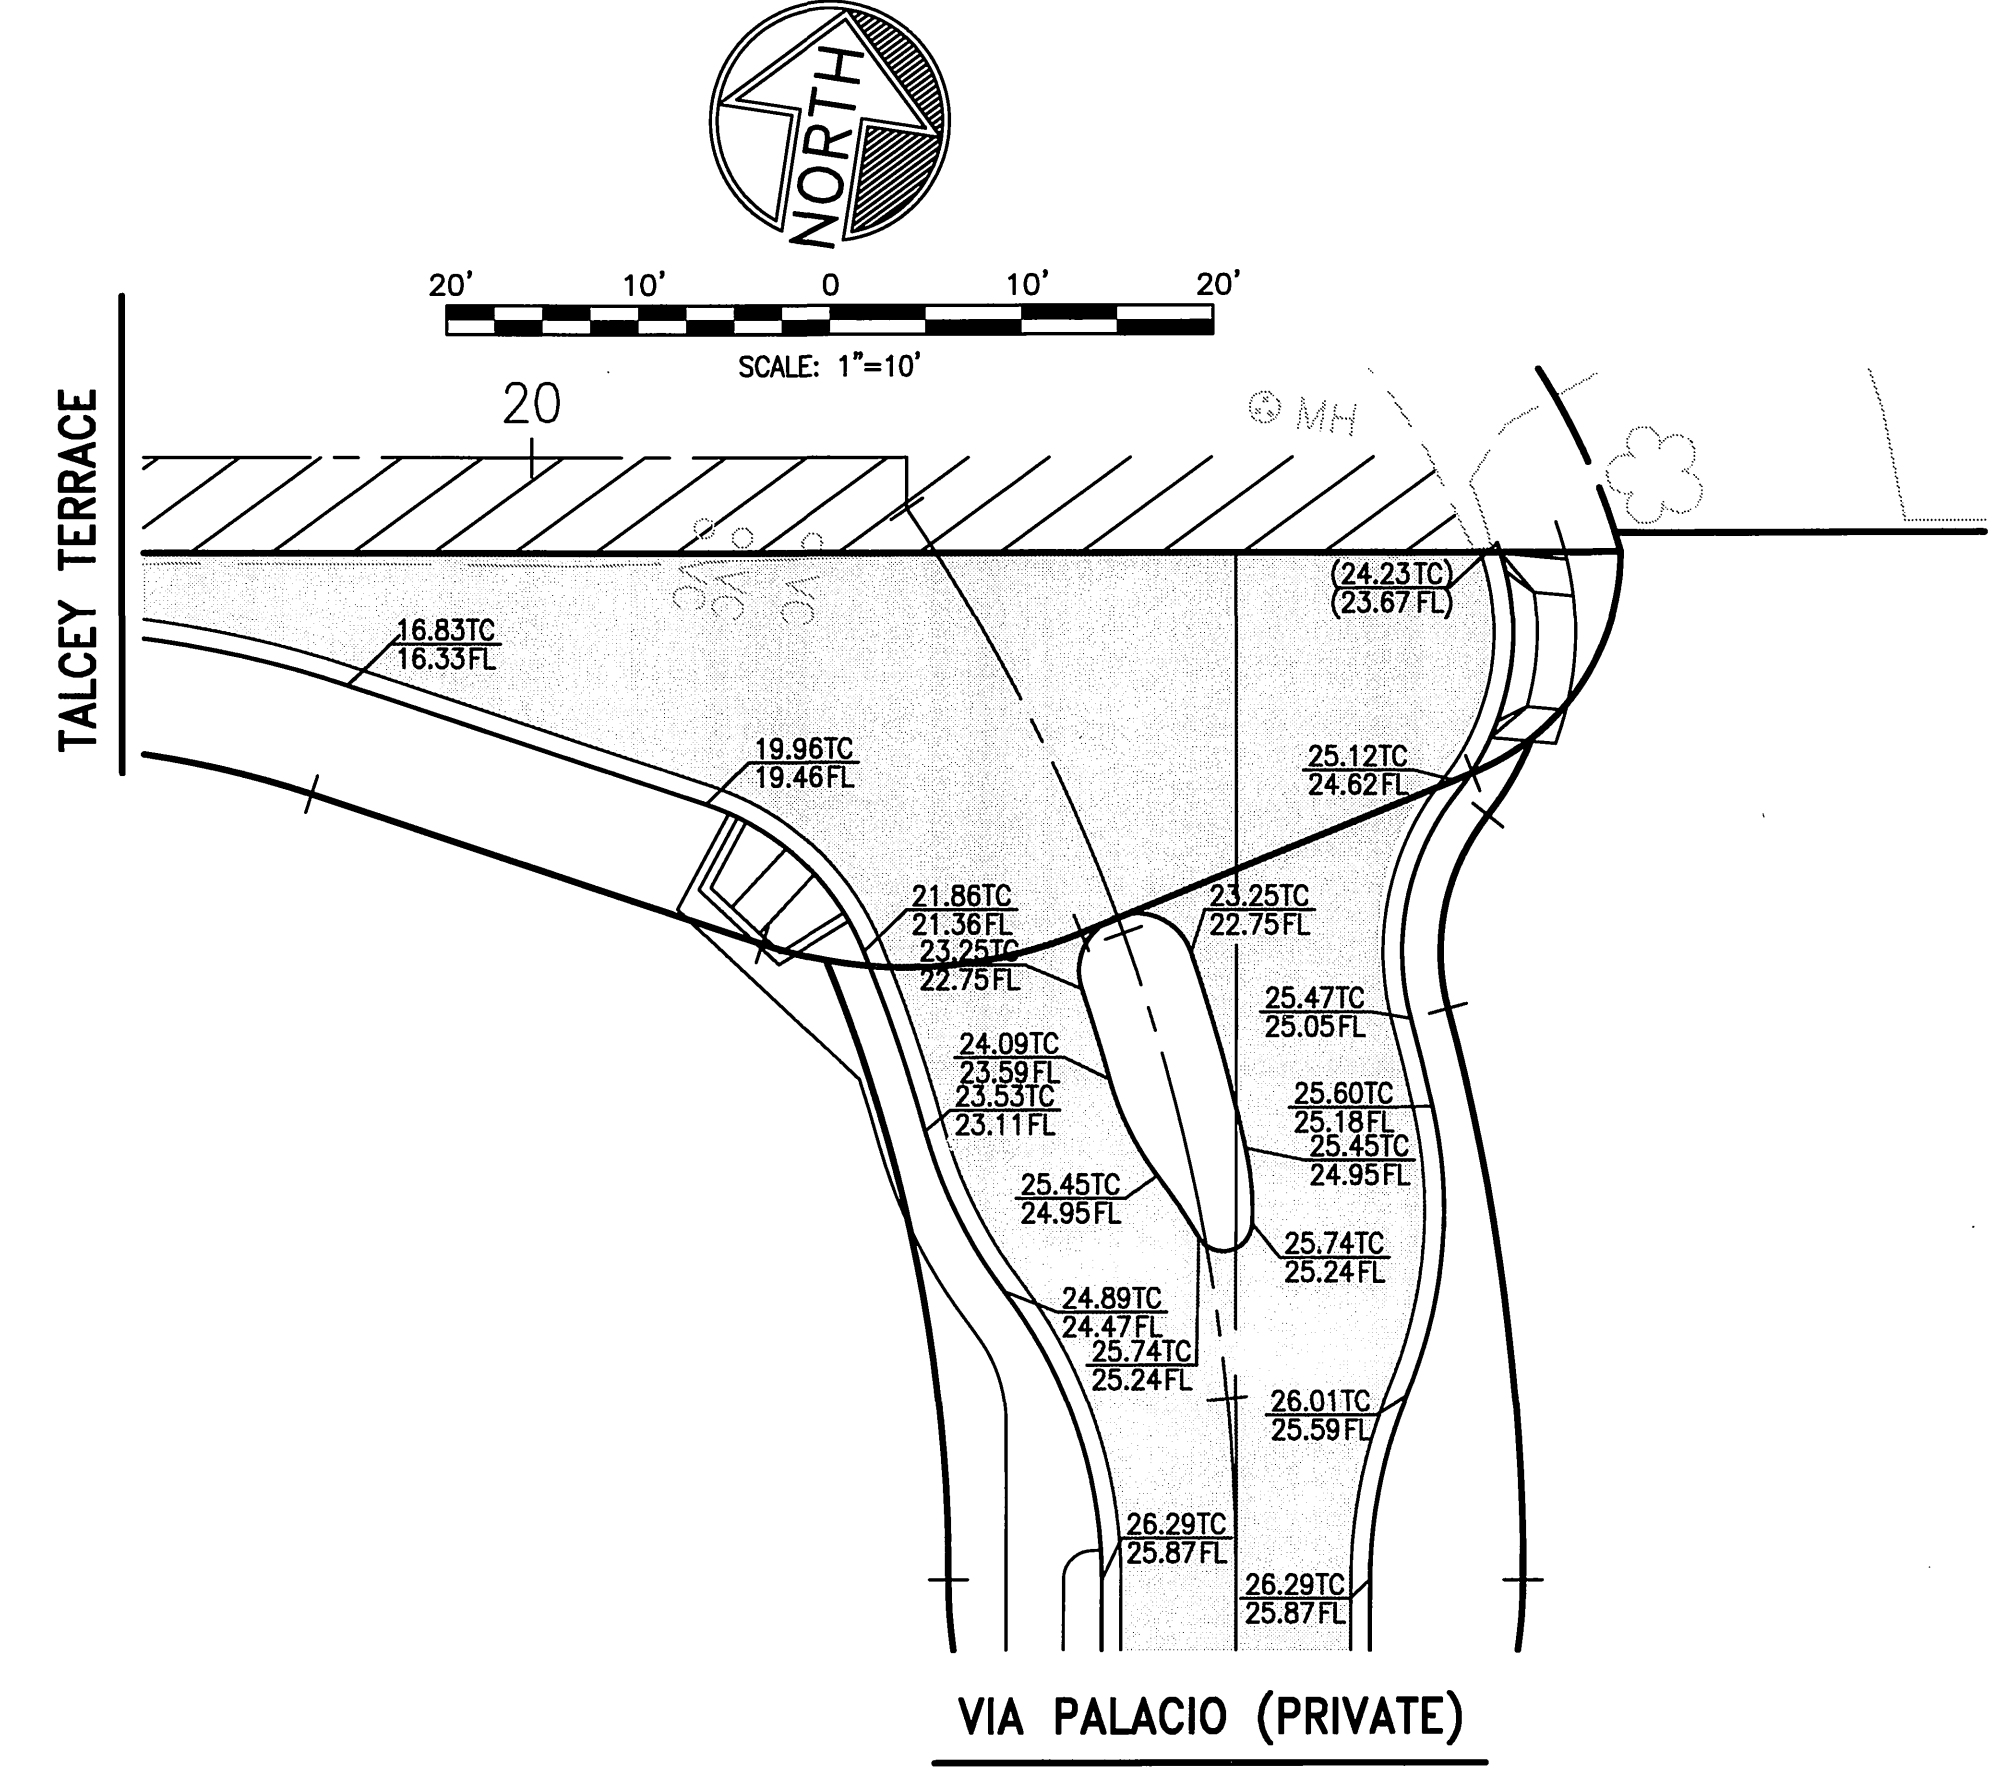 NORTH
20' 10' 0 10' 20'
SCALE: 1"=10'
20
MH
TALCEY TERRACE
(24.23TC)
(23.67 FL)
16.83TC
16.33FL
19.96TC
19.46FL
25.12TC
24.62FL
21.86TC
21.36FL
23.25TC
22.75FL
23.25TC
22.75FL
25.47TC
25.05FL
24.09TC
23.59FL
23.53TC
23.11FL
25.60TC
25.18FL
25.45TC
24.95FL
25.45TC
24.95FL
25.74TC
25.24FL
24.89TC
24.47FL
25.74TC
25.24FL
26.01TC
25.59FL
26.29TC
25.87FL
26.29TC
25.87FL
VIA PALACIO (PRIVATE)